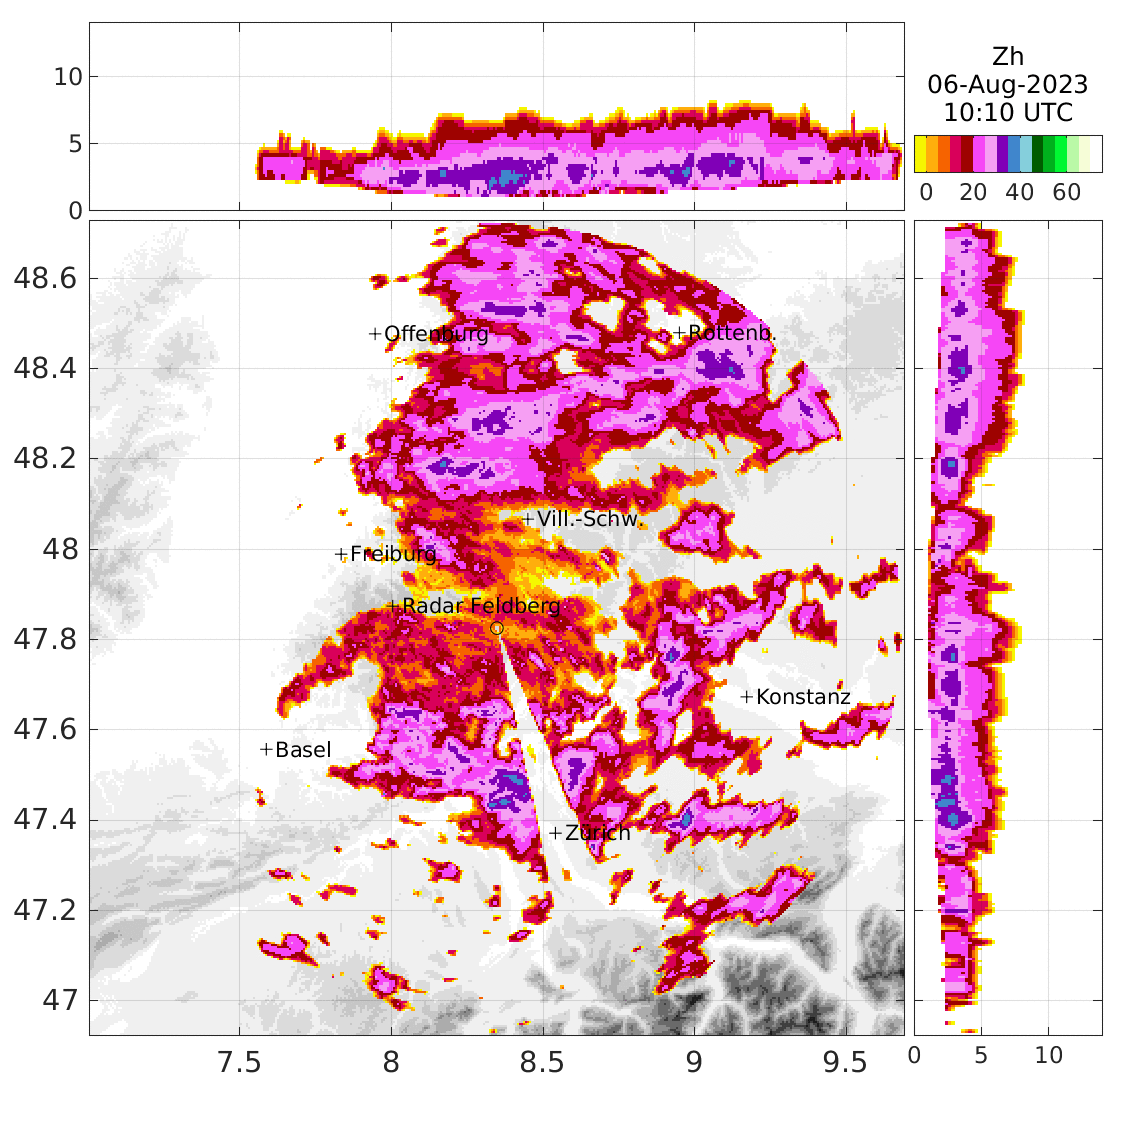 10
5
0
Zh
06-Aug-2023
10:10 UTC
0 20 40 60
48.6
48.4
48.2
48
47.8
47.6
47.4
47.2
47
+Offenburg
+Rottenb.
+Vill.-Schw.
+Freiburg
+Radar Feldberg
+Konstanz
+Basel
+Zürich
7.5 8 8.5 9 9.5
0 5 10